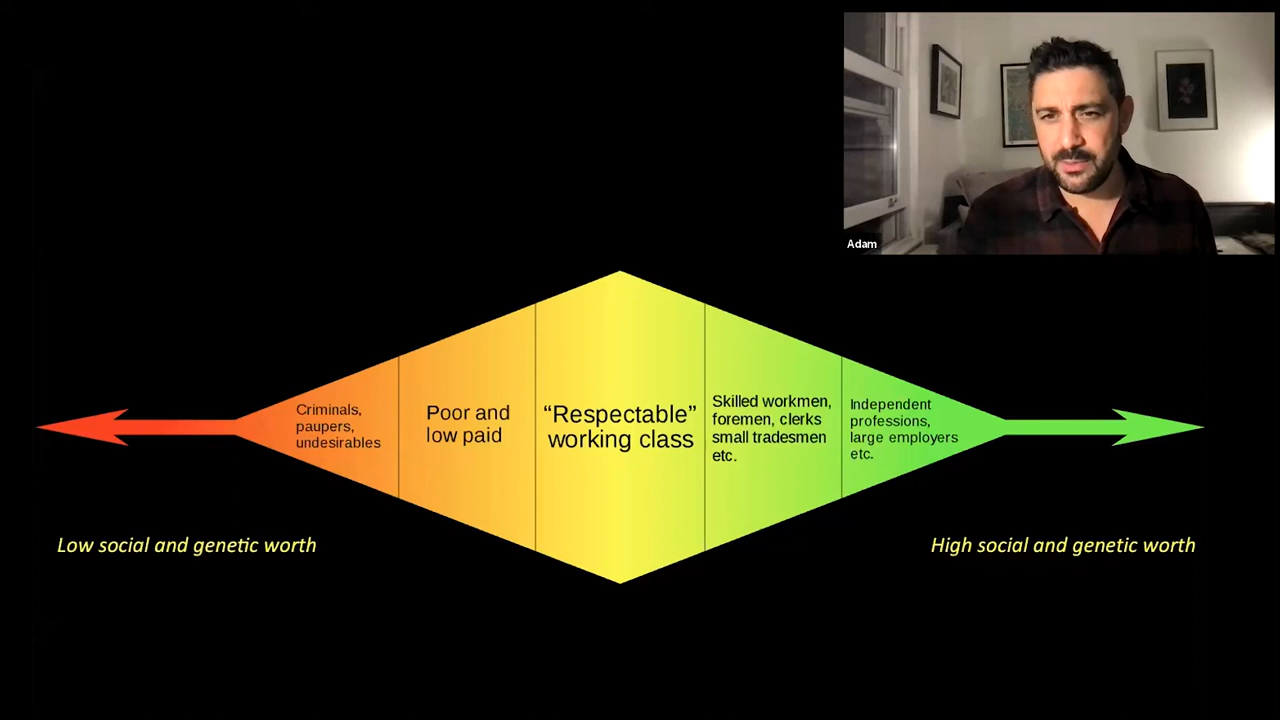 Adam
Criminals,
paupers,
undesirables
Poor and
low paid
“Respectable”
working class
Skilled workmen,
foremen, clerks
small tradesmen
etc.
Independent
professions,
large employers
etc.
Low social and genetic worth
High social and genetic worth